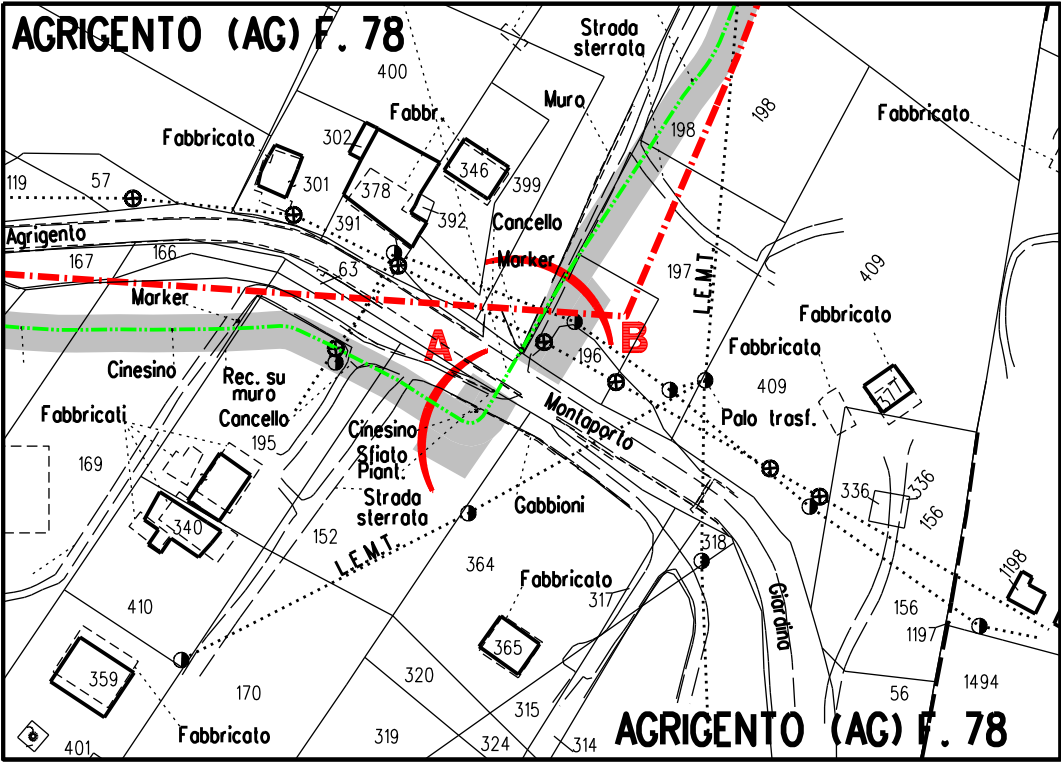 AGRIGENTO (AG) F. 78
Strada
sterrata
400
Muro
Fabbr.
Fabbricato
302
198
198
Fabbricato
119
57
301
378
346
399
391
392
Cancello
Marker
Agrigento
167
166
63
Marker
197
L.E.M.T.
409
Fabbricato
A
B
196
Fabbricato
Cinesino
Rec. su
muro
Cancello
409
Palo trasf.
Fabbricati
Montaperto
Cinesino
Sfiato
Piant.
195
169
Strada
sterrata
Gabbioni
336
336
156
340
152
L.E.M.T.
318
364
Fabbricato
317
Giardina
1198
410
156
1197
365
359
320
170
315
56
1494
Fabbricato
401
319
324
314
AGRIGENTO (AG) F. 78